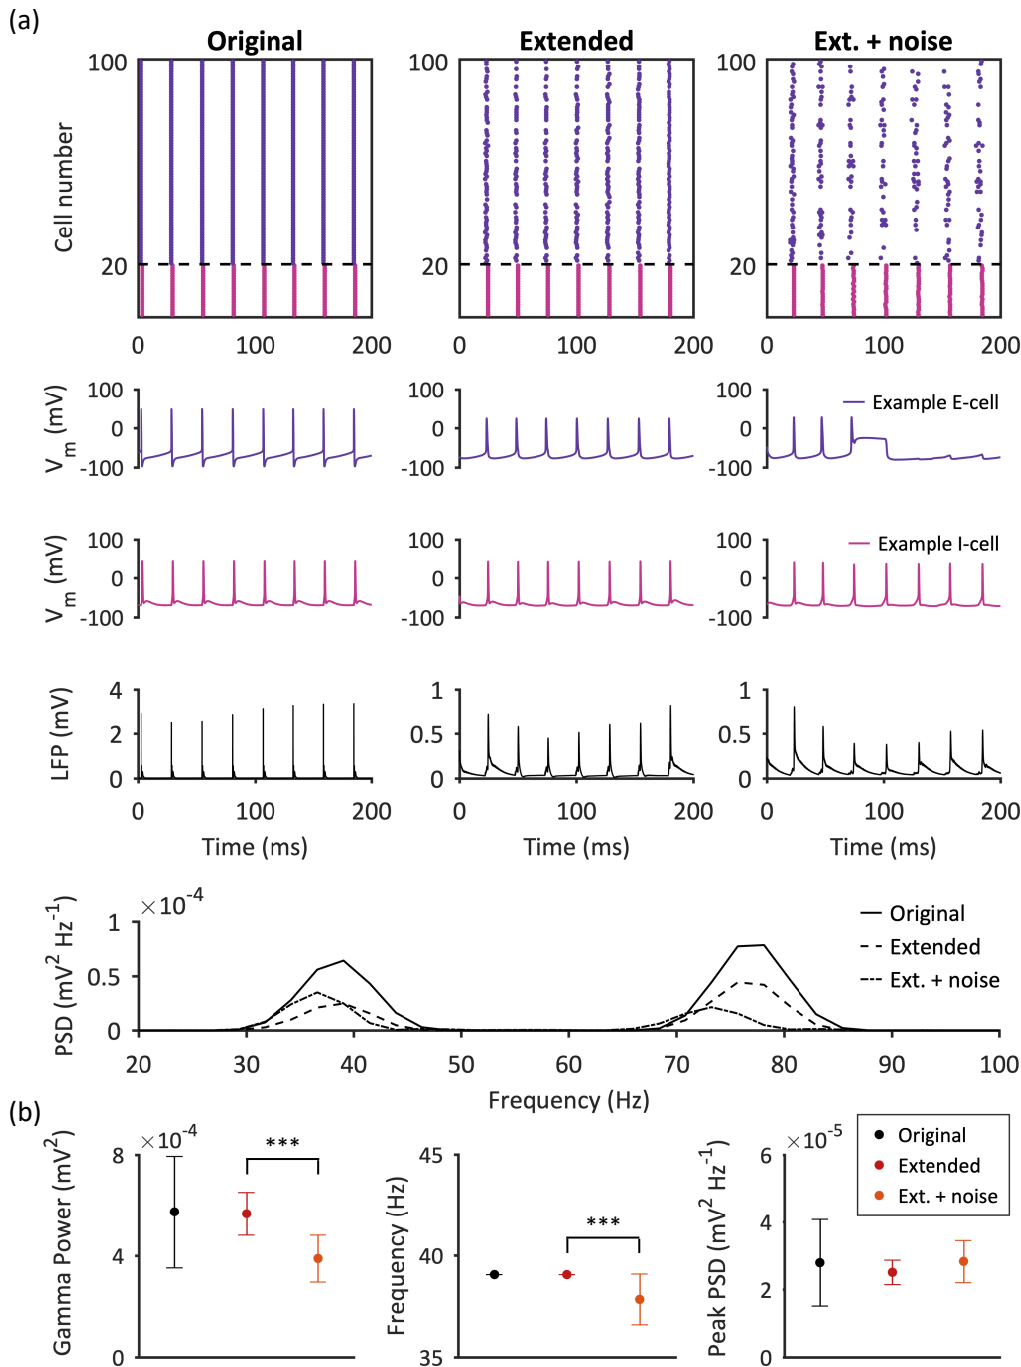 (a)
Original Extended Ext. + noise
100 100 100
Cell number
20 20 20
0 100 200 0 100 200 0 100 200
Vm (mV)
100 100 100
0 0 0
-100 -100 -100
Example E-cell
Vm (mV)
100 100 100
0 0 0
-100 -100 -100
Example I-cell
LFP (mV)
4 1 1
2 0.5 0.5
0 0 0
0 100 200 0 100 200 0 100 200
Time (ms) Time (ms) Time (ms)
PSD (mV² Hz⁻¹)
×10⁻⁴
1
0.5
0
Original
Extended
Ext. + noise
20 30 40 50 60 70 80 90 100
Frequency (Hz)
(b)
Gamma Power (mV²)
×10⁻⁴
8
4
0
***
Frequency (Hz)
45
40
35
***
Peak PSD (mV² Hz⁻¹)
×10⁻⁵
6
4
2
0
Original
Extended
Ext. + noise